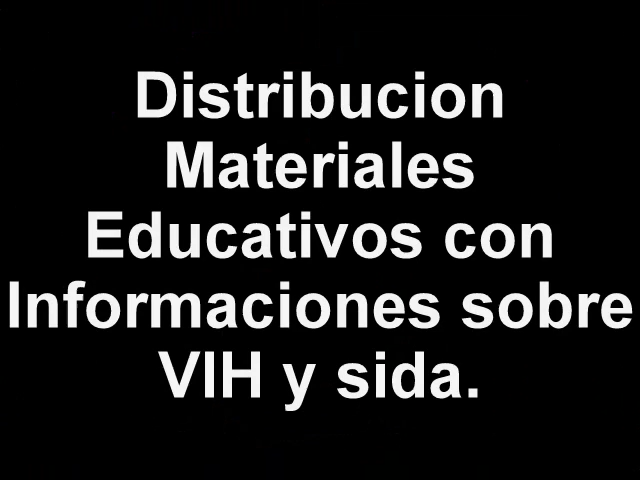 Distribucion
Materiales
Educativos con
Informaciones sobre
VIH y sida.